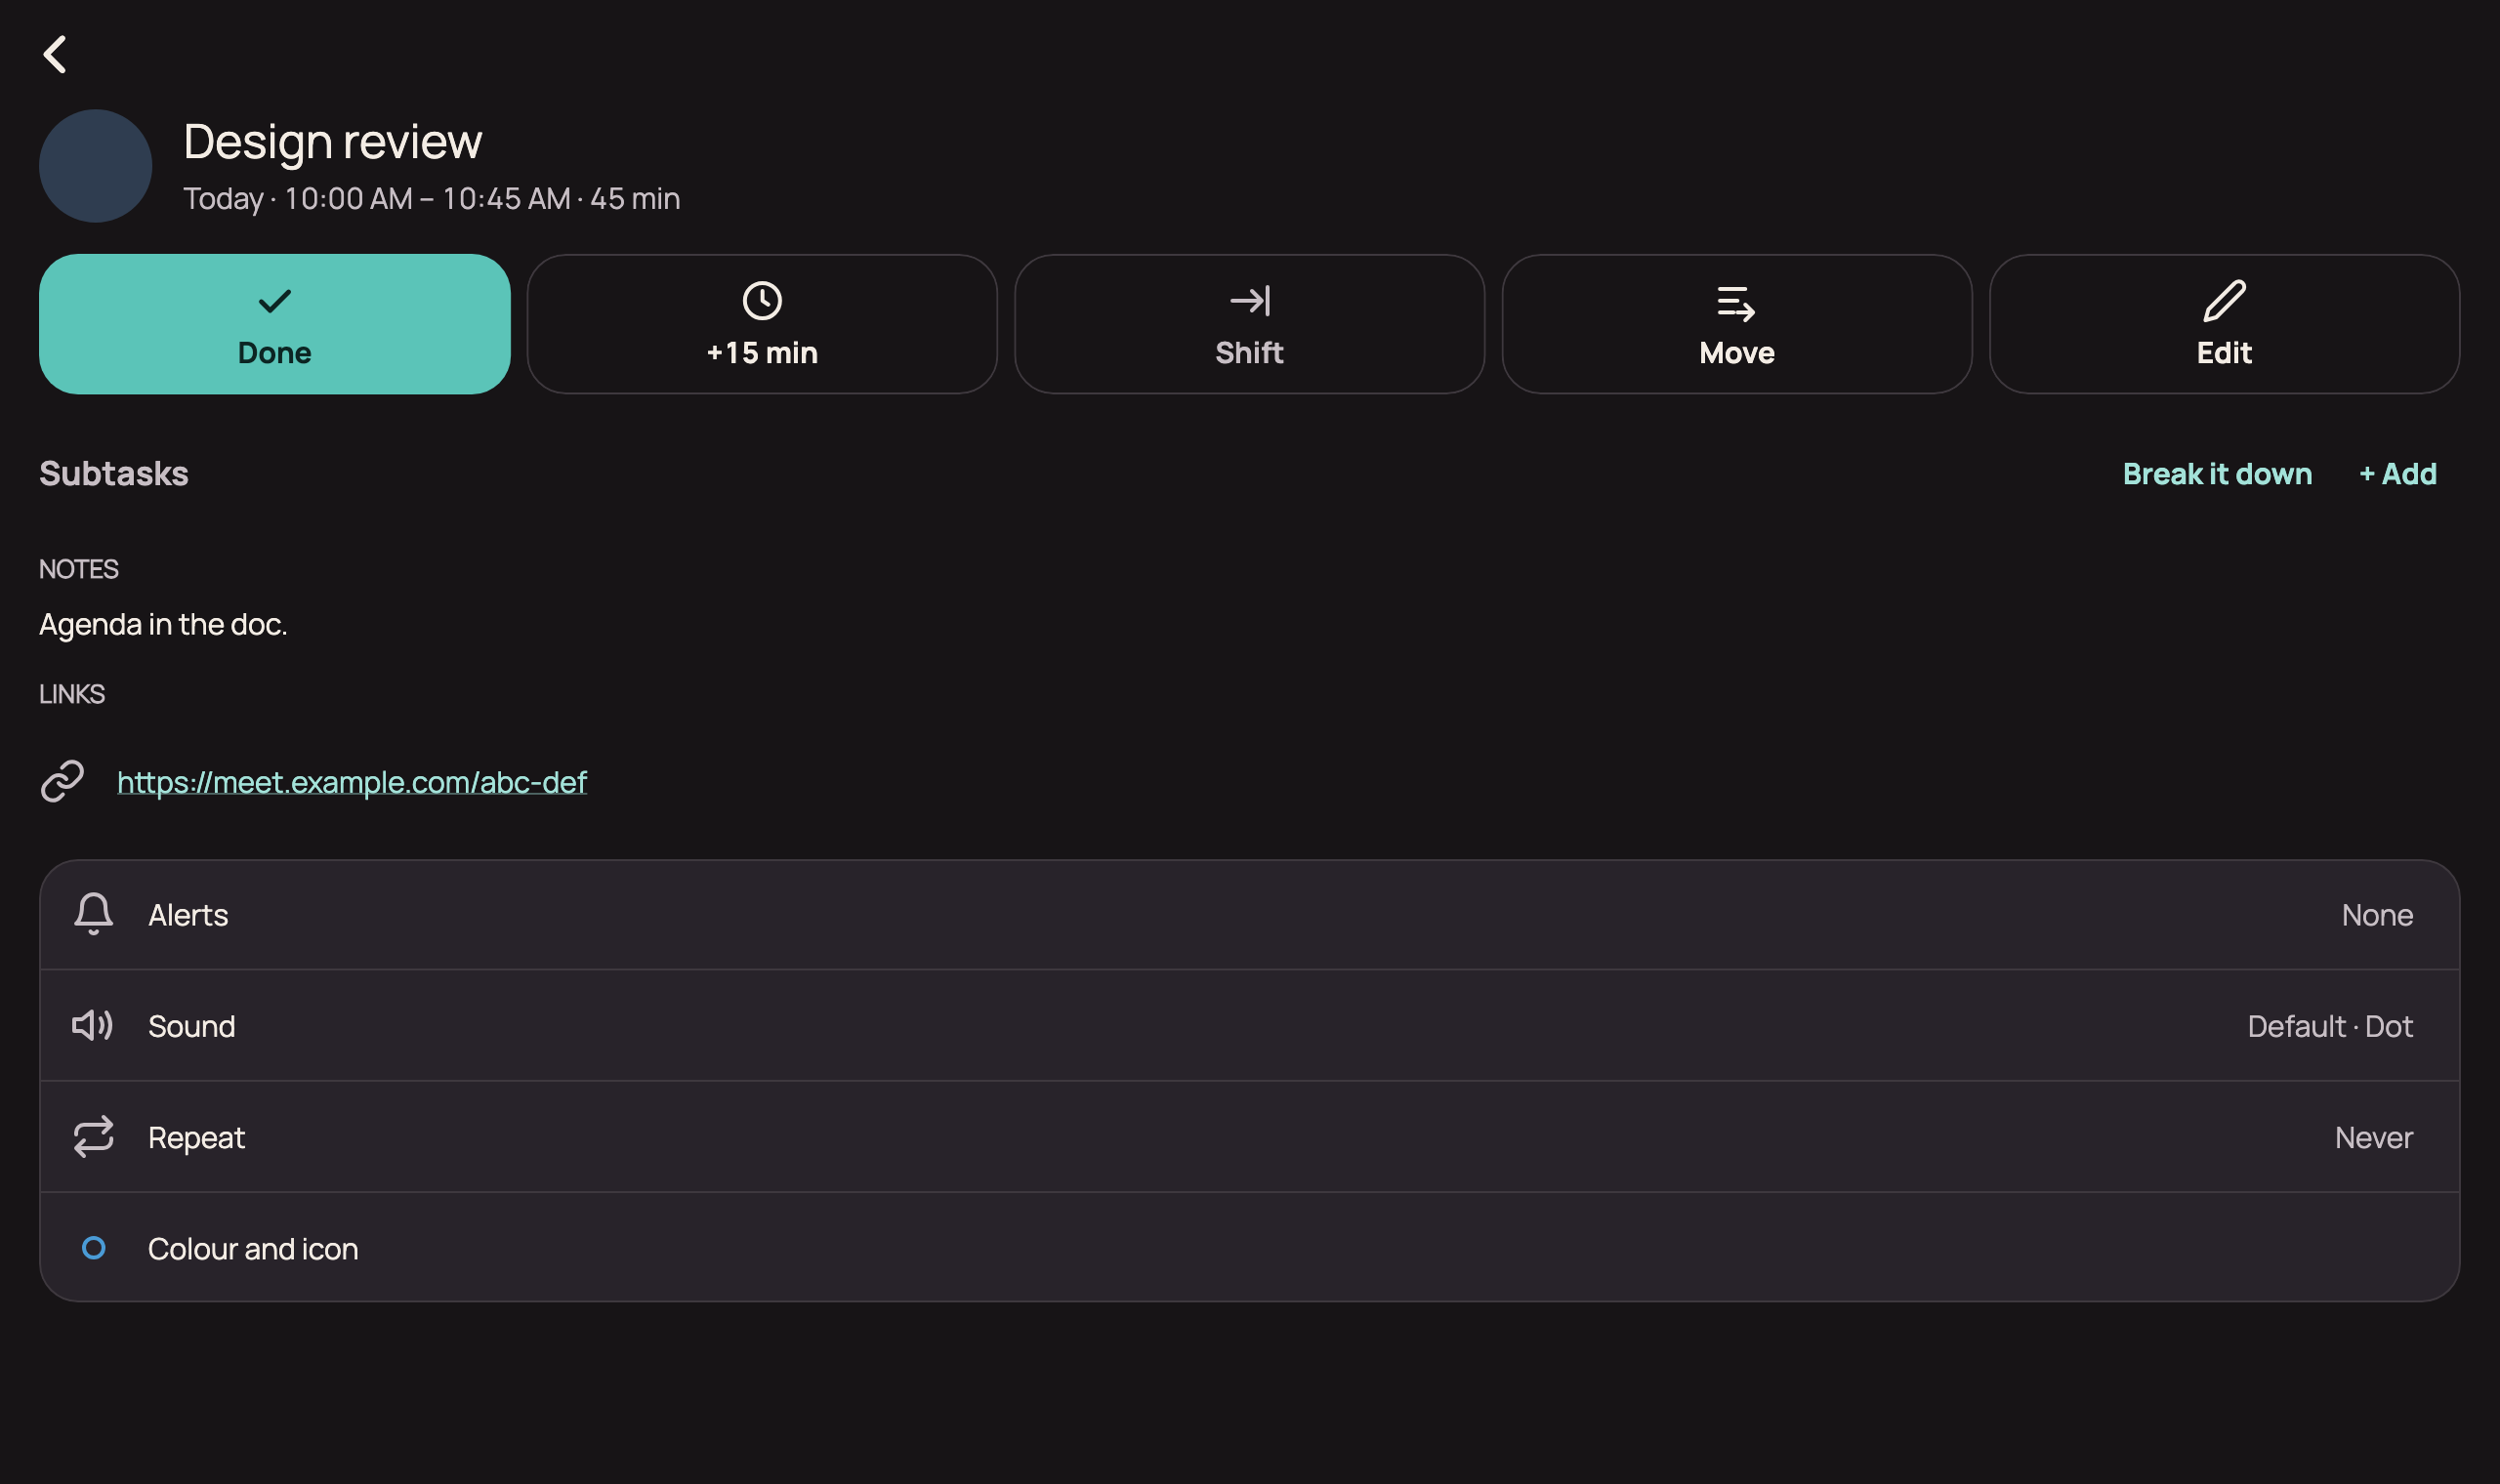 Design review
Today · 10:00 AM – 10:45 AM · 45 min
Done
+15 min
Shift
Move
Edit
Subtasks
Break it down
+ Add
NOTES
Agenda in the doc.
LINKS
https://meet.example.com/abc-def
Alerts
None
Sound
Default · Dot
Repeat
Never
Colour and icon